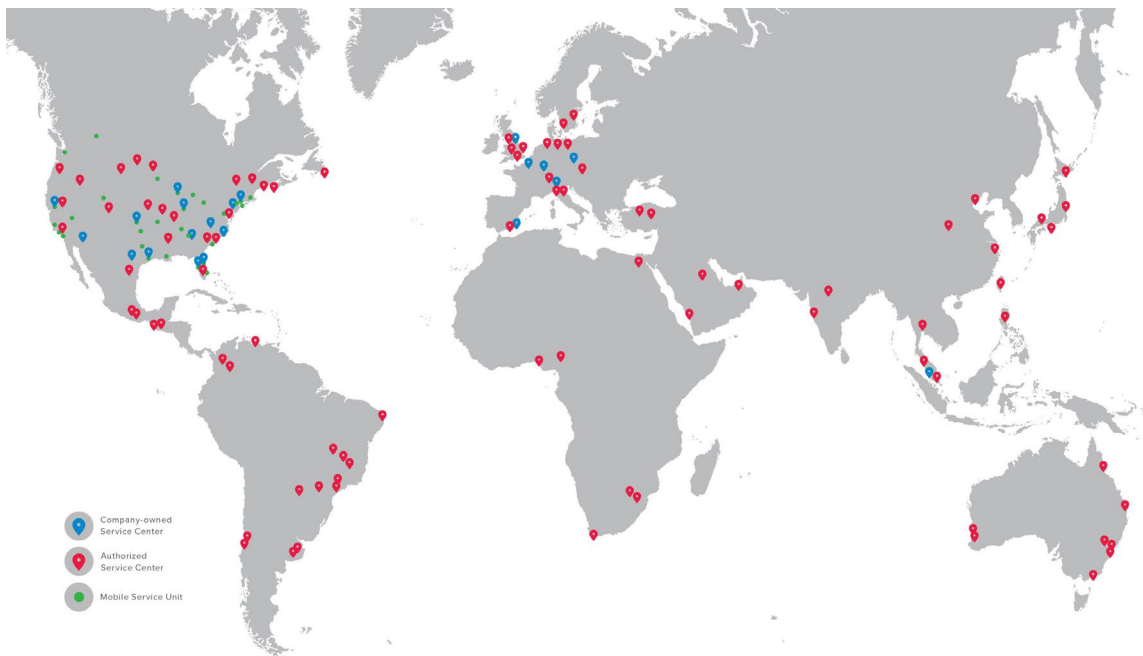 Company-owned
Service Center
Authorized
Service Center
Mobile Service Unit